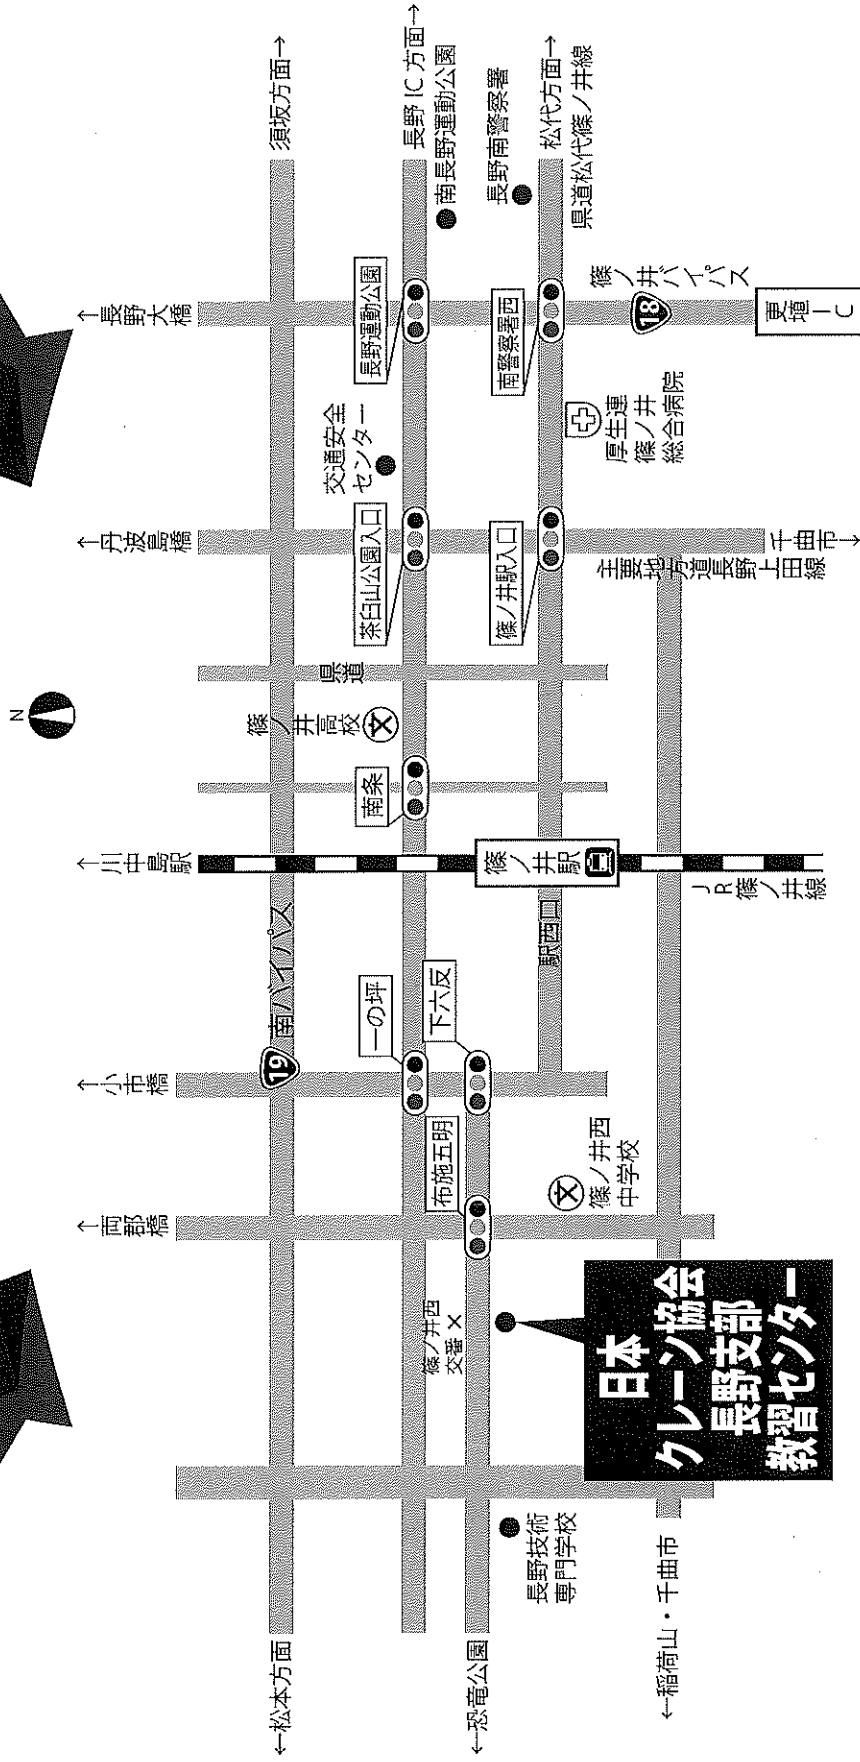 N
↑長野大橋
↑丹波島橋
↑川中島駅
↑小市橋
↑両郡橋
須坂方面→
←松本方面
19
南バイパス
長野IC方面→
南長野運動公園
長野運動公園
交通安全
センター
茶臼山公園入口
県道
篠ノ井高校
文
南条
一の坪
下六反
布施五明
篠ノ井西
交番
←恐竜公園
長野南警察署
松代方面→
県道松代篠ノ井線
南警察署西
篠ノ井駅入口
篠ノ井駅
駅西口
JR篠ノ井線
篠ノ井バイパス
18
更埴IC
厚生連
篠ノ井
総合病院
主要地方道長野上田線
千曲市
↓
文
篠ノ井西
中学校
日本
クレーン協会
長野支部
教習センター
長野技術
専門学校
←稲荷山・千曲市